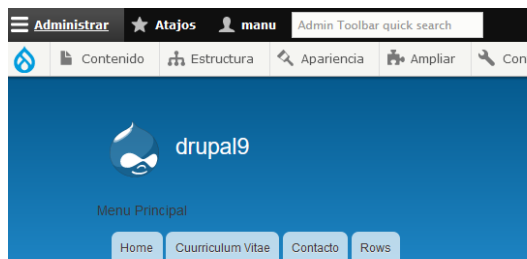 Administrar Atajos manu Admin Toolbar quick search
Contenido Estructura Apariencia Ampliar Con
drupal9
Menu Principal
Home Cuurriculum Vitae Contacto Rows